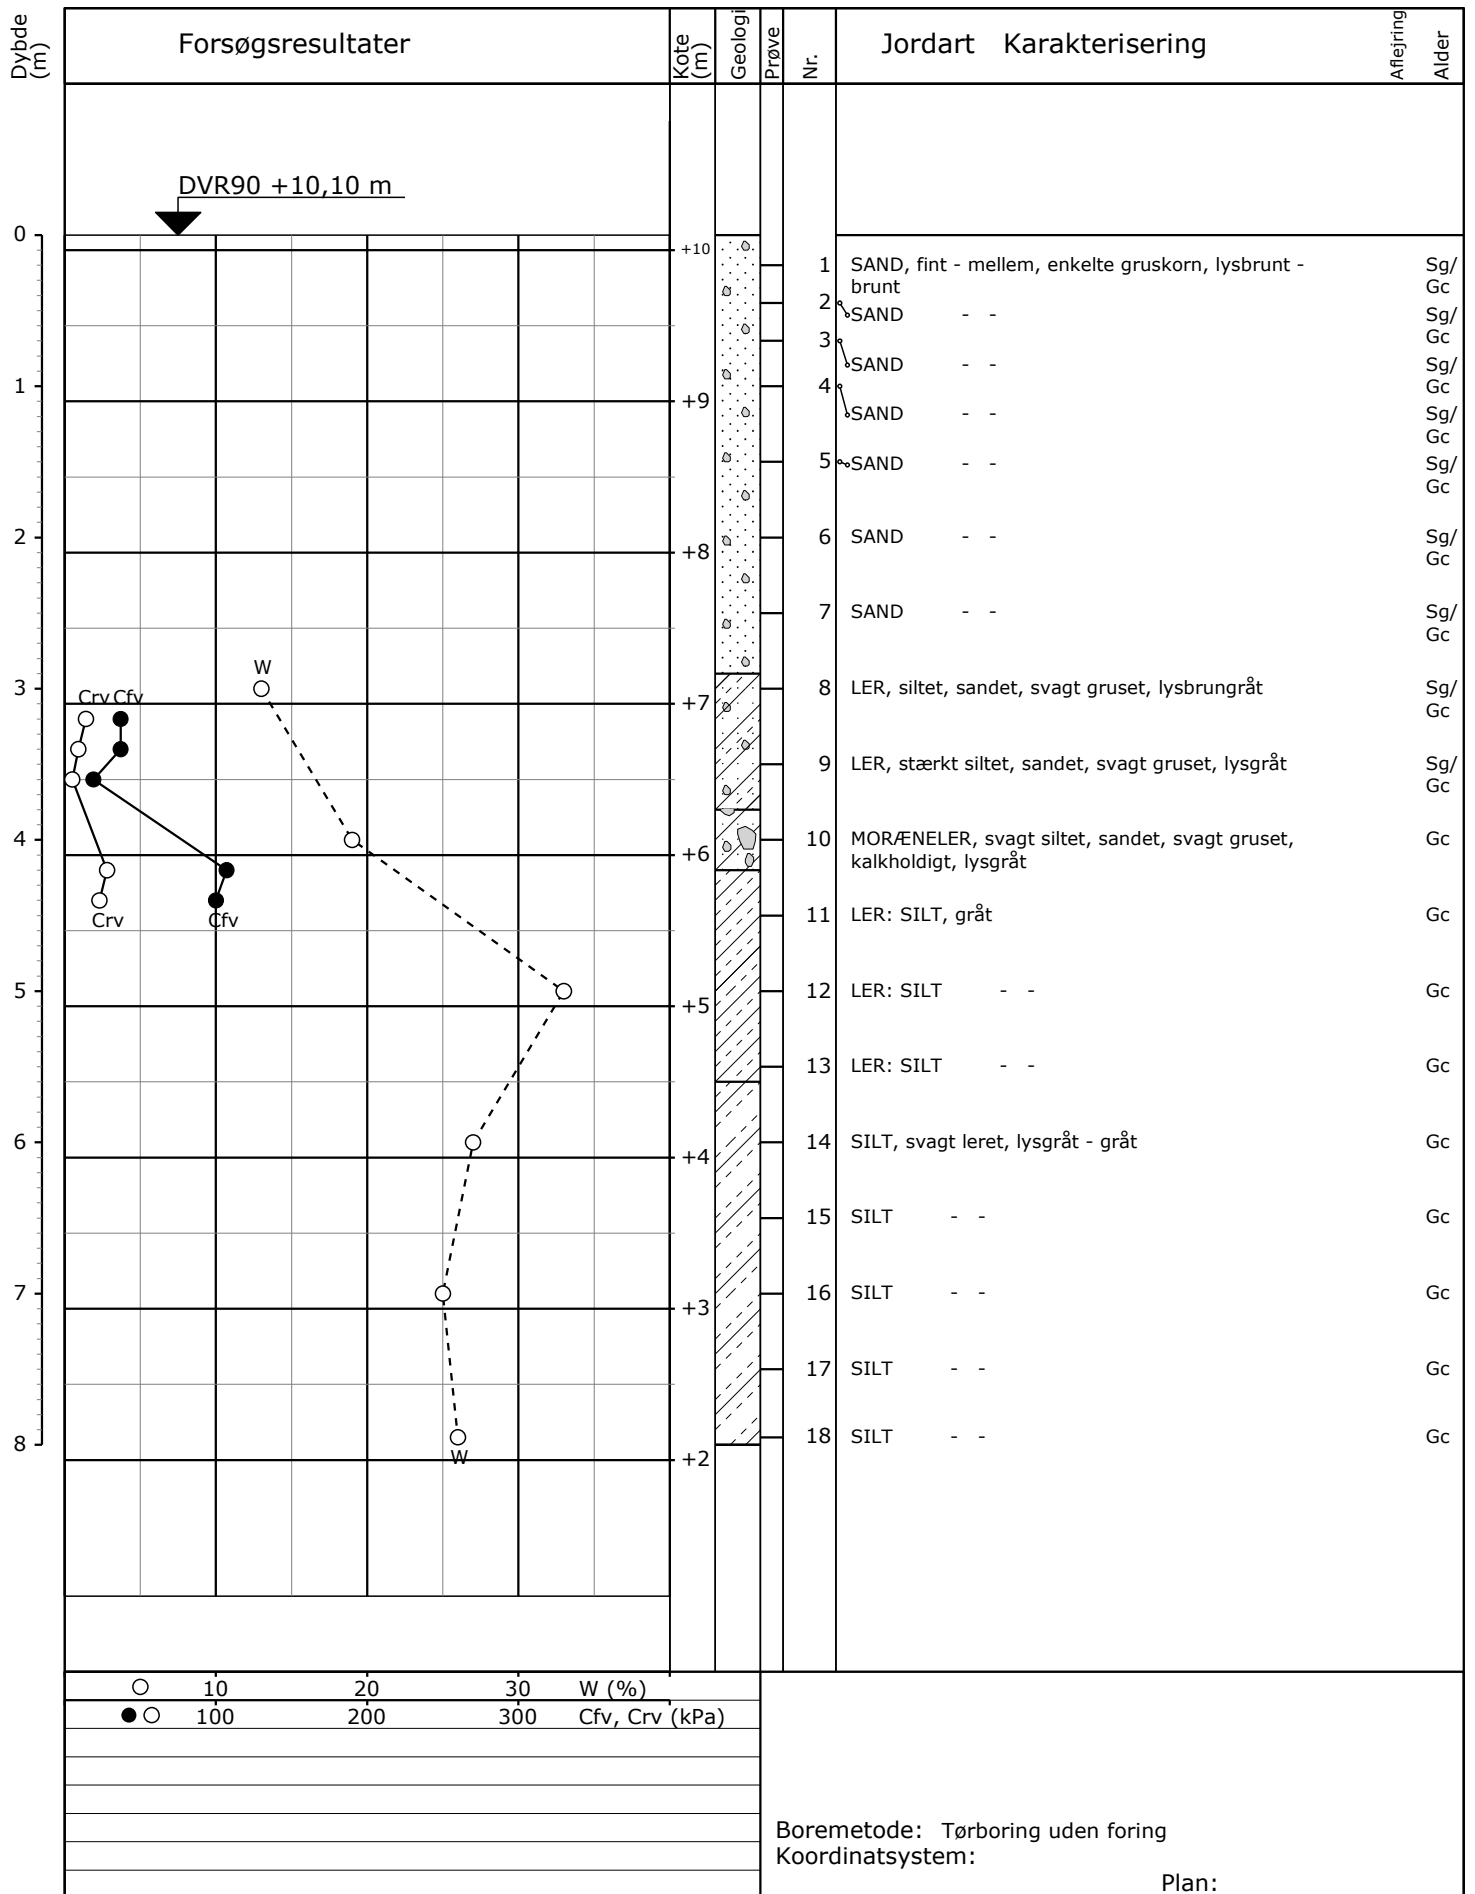 Dybde (m)
Forsøgsresultater
Kote (m)
Geologi
Prøve
Nr.
Jordart Karakterisering
Aflejring
Alder
DVR90 +10,10 m
0
+10
1 SAND, fint - mellem, enkelte gruskorn, lysbrunt - Sg/
brunt Gc
2 SAND - - Sg/
Gc
3 SAND - - Sg/
Gc
1
+9
4 SAND - - Sg/
Gc
5 SAND - - Sg/
Gc
2
+8
6 SAND - - Sg/
Gc
7 SAND - - Sg/
Gc
W
3
Crv Cfv
+7
8 LER, siltet, sandet, svagt gruset, lysbrungråt Sg/
Gc
9 LER, stærkt siltet, sandet, svagt gruset, lysgråt Sg/
Gc
4
+6
10 MORÆNELER, svagt siltet, sandet, svagt gruset, Gc
kalkholdigt, lysgråt
Crv Cfv
11 LER: SILT, gråt Gc
5
+5
12 LER: SILT - - Gc
13 LER: SILT - - Gc
6
+4
14 SILT, svagt leret, lysgråt - gråt Gc
15 SILT - - Gc
7
+3
16 SILT - - Gc
17 SILT - - Gc
8
W
+2
18 SILT - - Gc
10 20 30 W (%)
100 200 300 Cfv, Crv (kPa)
Boremetode: Tørboring uden foring
Koordinatsystem:
Plan: